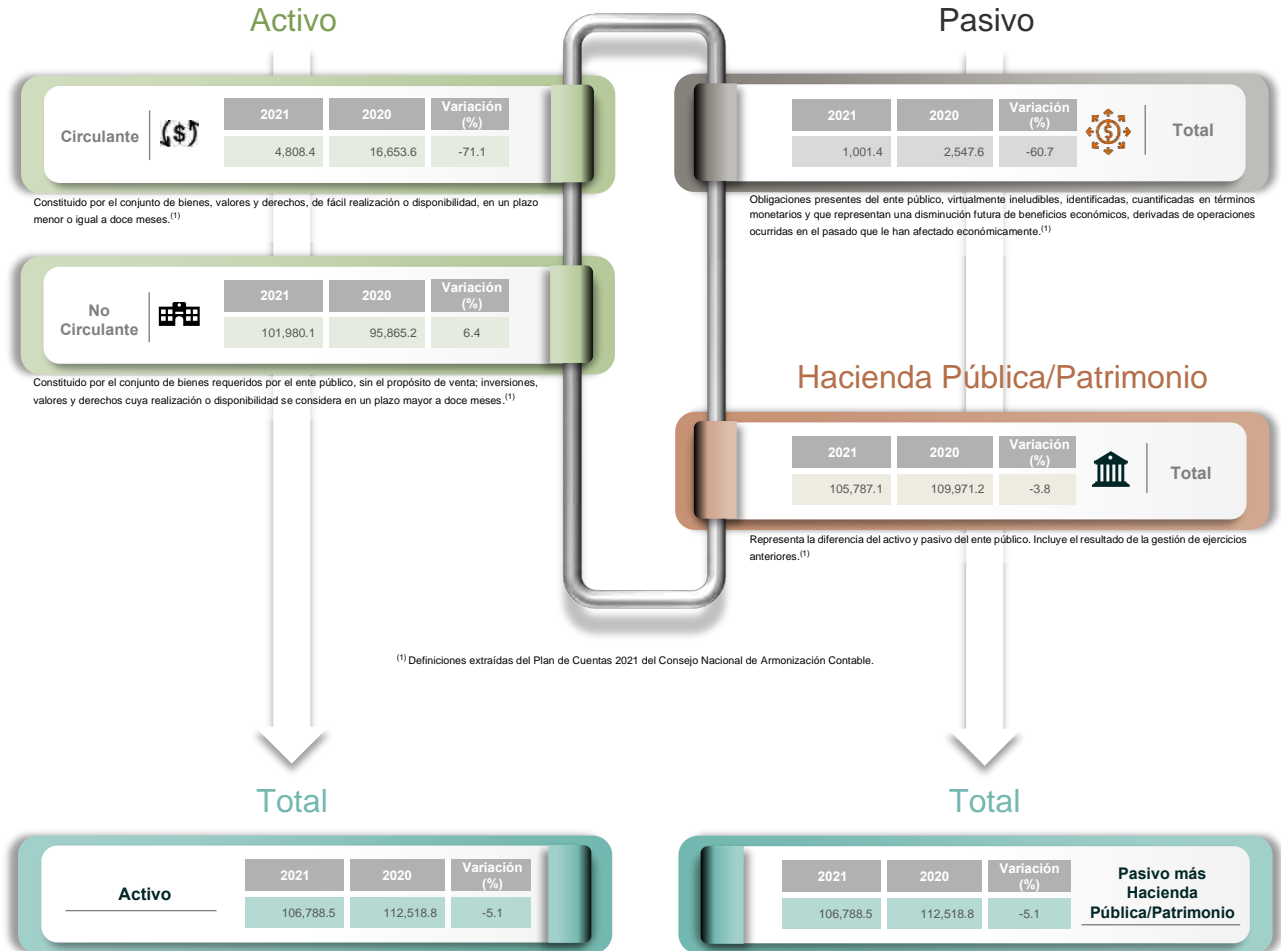 Activo
Circulante
2021 2020 Variación (%)
4,808.4 16,653.6 -71.1
Constituido por el conjunto de bienes, valores y derechos, de fácil realización o disponibilidad, en un plazo
menor o igual a doce meses.(1)
No
Circulante
2021 2020 Variación (%)
101,980.1 95,865.2 6.4
Constituido por el conjunto de bienes requeridos por el ente público, sin el propósito de venta; inversiones,
valores y derechos cuya realización o disponibilidad se considera en un plazo mayor a doce meses.(1)
Pasivo
2021 2020 Variación (%)
1,001.4 2,547.6 -60.7
Total
Obligaciones presentes del ente público, virtualmente ineludibles, identificadas, cuantificadas en términos
monetarios y que representan una disminución futura de beneficios económicos, derivadas de operaciones
ocurridas en el pasado que le han afectado económicamente.(1)
Hacienda Pública/Patrimonio
2021 2020 Variación (%)
105,787.1 109,971.2 -3.8
Total
Representa la diferencia del activo y pasivo del ente público. Incluye el resultado de la gestión de ejercicios
anteriores.(1)
(1) Definiciones extraídas del Plan de Cuentas 2021 del Consejo Nacional de Armonización Contable.
Total
Activo
2021 2020 Variación (%)
106,788.5 112,518.8 -5.1
Total
2021 2020 Variación (%)
106,788.5 112,518.8 -5.1
Pasivo más
Hacienda
Pública/Patrimonio